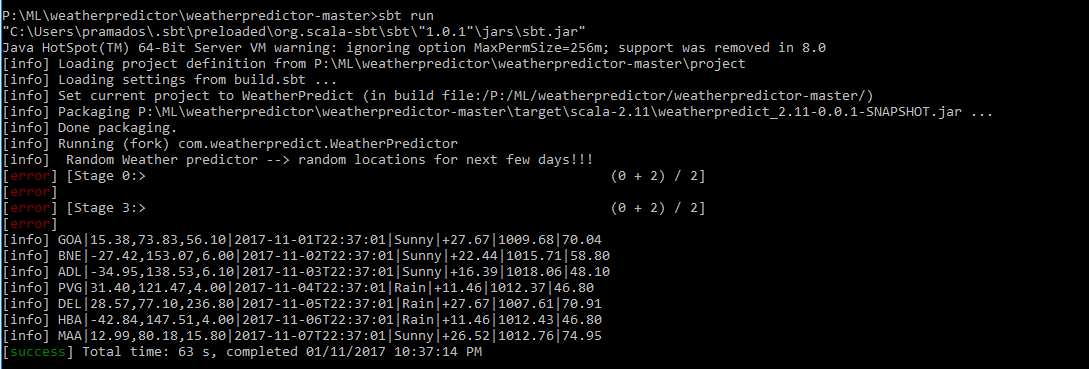 P:\ML\weatherpredictor\weatherpredictor-master>sbt run
"C:\Users\pramados\.sbt\preloaded\org.scala-sbt\sbt\"1.0.1"\jars\sbt.jar"
Java HotSpot(TM) 64-Bit Server VM warning: ignoring option MaxPermSize=256m; support was removed in 8.0
[info] Loading project definition from P:\ML\weatherpredictor\weatherpredictor-master\project
[info] Loading settings from build.sbt ...
[info] Set current project to WeatherPredict (in build file:/P:/ML/weatherpredictor/weatherpredictor-master/)
[info] Packaging P:\ML\weatherpredictor\weatherpredictor-master\target\scala-2.11\weatherpredict_2.11-0.0.1-SNAPSHOT.jar ...
[info] Done packaging.
[info] Running (fork) com.weatherpredict.WeatherPredictor
[info]  Random Weather predictor --> random locations for next few days!!!
[error] [Stage 0:>                                                          (0 + 2) / 2]
[error]
[error] [Stage 3:>                                                          (0 + 2) / 2]
[error]
[info] GOA|15.38,73.83,56.10|2017-11-01T22:37:01|Sunny|+27.67|1009.68|70.04
[info] BNE|-27.42,153.07,6.00|2017-11-02T22:37:01|Sunny|+22.44|1015.71|58.80
[info] ADL|-34.95,138.53,6.10|2017-11-03T22:37:01|Sunny|+16.39|1018.06|48.10
[info] PVG|31.40,121.47,4.00|2017-11-04T22:37:01|Rain|+11.46|1012.37|46.80
[info] DEL|28.57,77.10,236.80|2017-11-05T22:37:01|Rain|+27.67|1007.61|70.91
[info] HBA|-42.84,147.51,4.00|2017-11-06T22:37:01|Rain|+11.46|1012.43|46.80
[info] MAA|12.99,80.18,15.80|2017-11-07T22:37:01|Sunny|+26.52|1012.76|74.95
[success] Total time: 63 s, completed 01/11/2017 10:37:14 PM